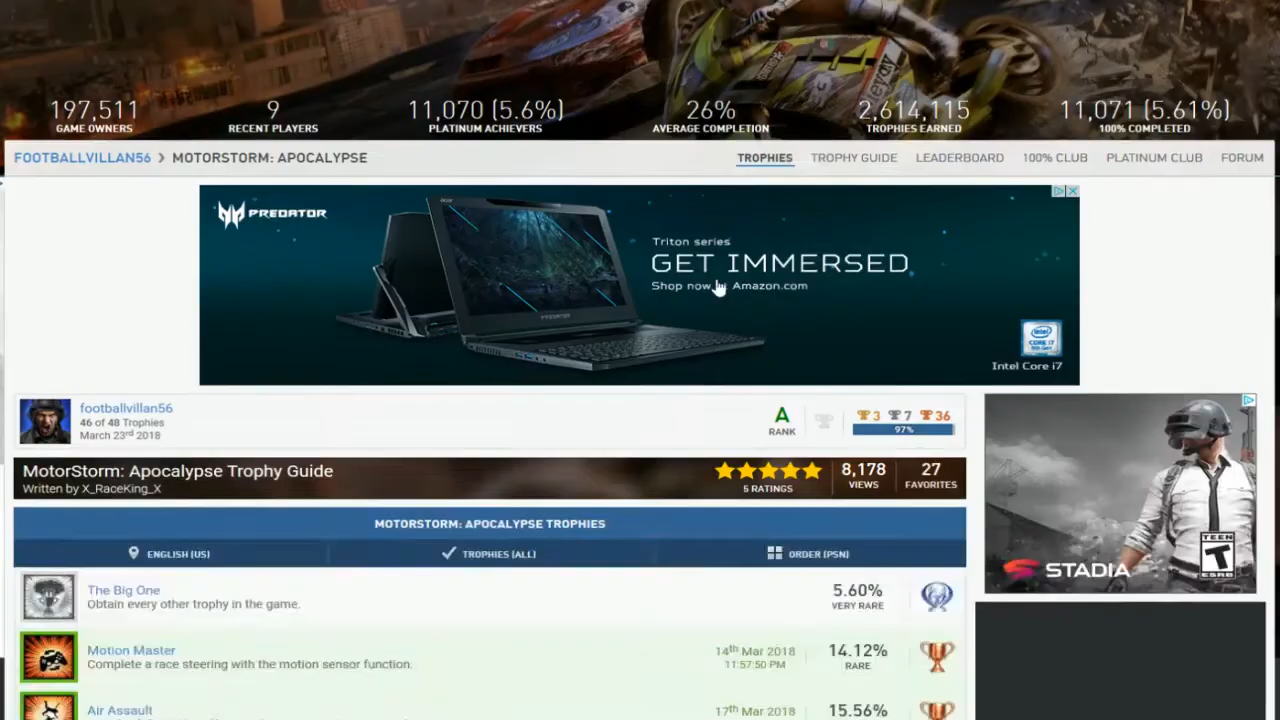 197,511
GAME OWNERS
9
RECENT PLAYERS
11,070 (5.6%)
PLATINUM ACHIEVERS
26%
AVERAGE COMPLETION
2,614,115
TROPHIES EARNED
11,071 (5.61%)
100% COMPLETED
FOOTBALLVILLAN56 > MOTORSTORM: APOCALYPSE
TROPHIES TROPHY GUIDE LEADERBOARD 100% CLUB PLATINUM CLUB FORUM
PREDATOR
Triton series
GET IMMERSED
Shop now Amazon.com
PREDATOR
intel
CORE i7
Intel Core i7
footballvillan56
46 of 48 Trophies
March 23rd 2018
A
RANK
3 7 36
97%
MotorStorm: Apocalypse Trophy Guide
Written by X_RaceKing_X
5 RATINGS
8,178
VIEWS
27
FAVORITES
MOTORSTORM: APOCALYPSE TROPHIES
ENGLISH (US) TROPHIES (ALL) ORDER (PSN)
The Big One
Obtain every other trophy in the game.
5.60%
VERY RARE
Motion Master
Complete a race steering with the motion sensor function.
14th Mar 2018
11:57:50 PM
14.12%
RARE
Air Assault
17th Mar 2018
15.56%
STADIA
TEEN
T
ESRB